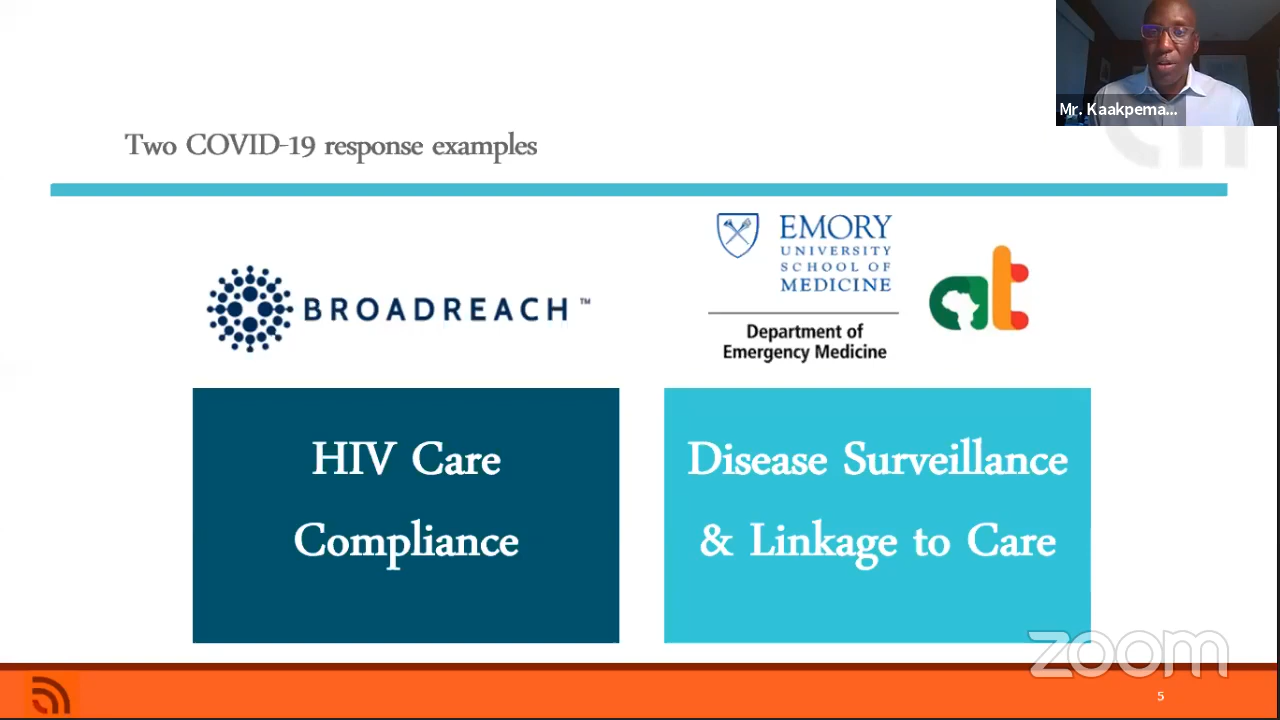 Mr. Kaakpema...
Two COVID-19 response examples
BROADREACH™
EMORY
UNIVERSITY
SCHOOL OF
MEDICINE
Department of
Emergency Medicine
at
HIV Care
Compliance
Disease Surveillance
& Linkage to Care
zoom
5